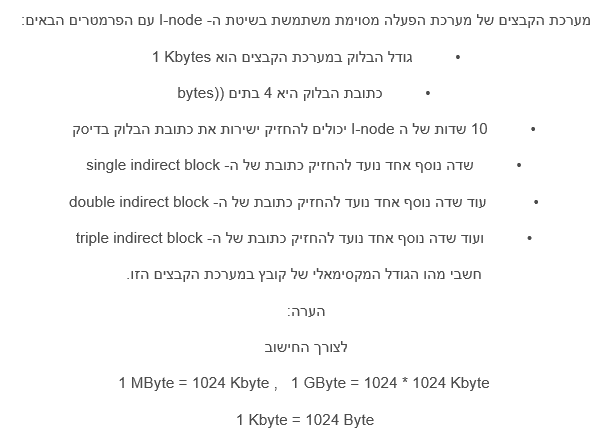 מערכת הקבצים של מערכת הפעלה מסוימת משתמשת בשיטת ה- I-node עם הפרמטרים הבאים:
• גודל הבלוק במערכת הקבצים הוא 1 Kbytes
• כתובת הבלוק היא 4 בתים ((bytes
• 10 שדות של ה I-node יכולים להחזיק ישירות את כתובת הבלוק בדיסק
• שדה נוסף אחד נועד להחזיק כתובת של ה- single indirect block
• עוד שדה נוסף אחד נועד להחזיק כתובת של ה- double indirect block
• ועוד שדה נוסף אחד נועד להחזיק כתובת של ה- triple indirect block
חשבי מהו הגודל המקסימאלי של קובץ במערכת הקבצים הזו.
הערה:
לצורך החישוב
1 MByte = 1024 Kbyte , 1 GByte = 1024 * 1024 Kbyte
1 Kbyte = 1024 Byte